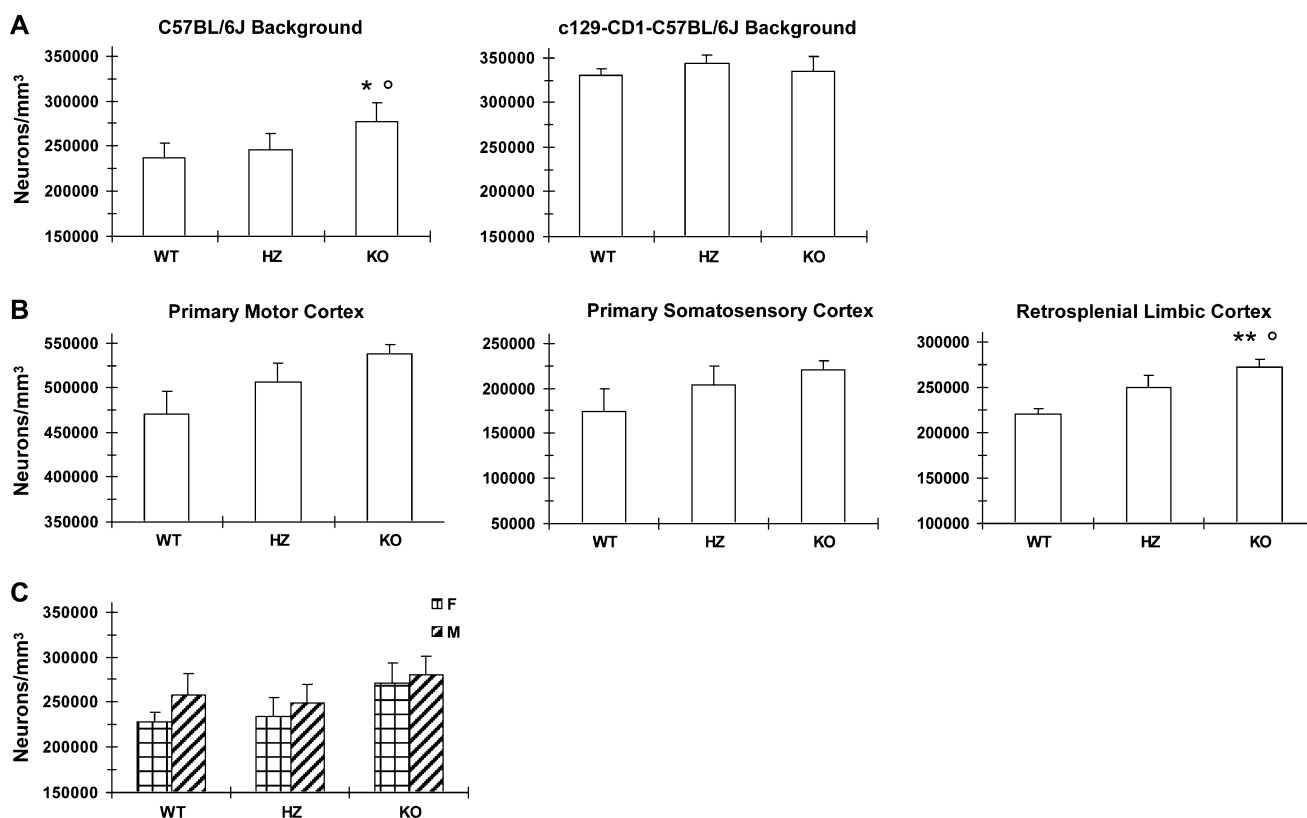 A
C57BL/6J Background
c129-CD1-C57BL/6J Background
Neurons/mm³
350000
300000
250000
200000
150000
* °
WT
HZ
KO
350000
300000
250000
200000
150000
WT
HZ
KO
B
Primary Motor Cortex
Primary Somatosensory Cortex
Retrosplenial Limbic Cortex
Neurons/mm³
550000
500000
450000
400000
350000
WT
HZ
KO
250000
200000
150000
100000
50000
WT
HZ
KO
300000
250000
200000
150000
100000
** °
WT
HZ
KO
C
Neurons/mm³
350000
300000
250000
200000
150000
F
M
WT
HZ
KO